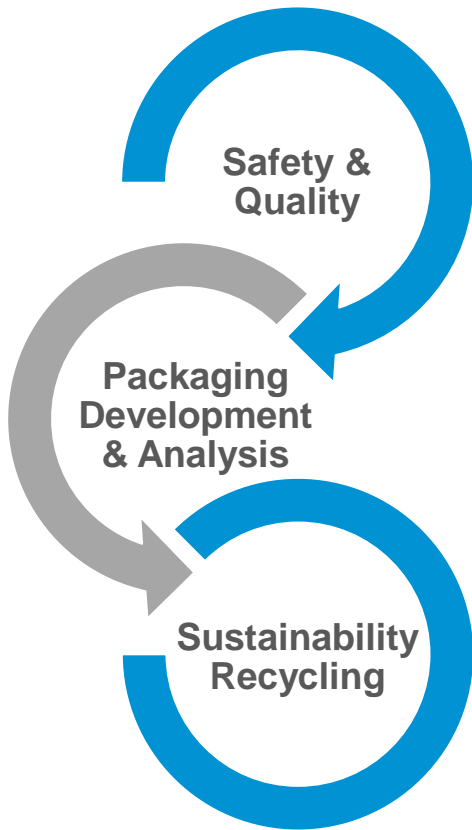 Safety &
Quality
Packaging
Development
& Analysis
Sustainability
Recycling